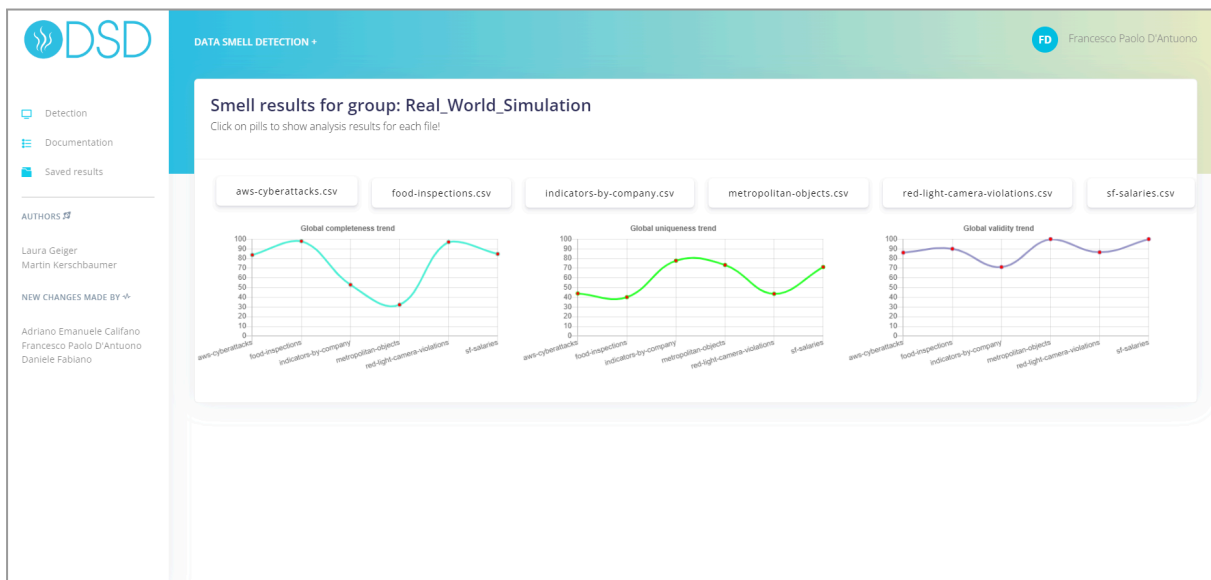 DSD
DATA SMELL DETECTION +
FD
Francesco Paolo D'Antuono
Detection
Documentation
Saved results
AUTHORS
Laura Geiger
Martin Kerschbaumer
NEW CHANGES MADE BY
Adriano Emanuele Califano
Francesco Paolo D'Antuono
Daniele Fabiano
Smell results for group: Real_World_Simulation
Click on pills to show analysis results for each file!
aws-cyberattacks.csv
food-inspections.csv
indicators-by-company.csv
metropolitan-objects.csv
red-light-camera-violations.csv
sf-salaries.csv
Global completeness trend
100
90
80
70
60
50
40
30
20
10
0
aws-cyberattacks
food-inspections
indicators-by-company
metropolitan-objects
red-light-camera-violations
sf-salaries
Global uniqueness trend
100
90
80
70
60
50
40
30
20
10
0
aws-cyberattacks
food-inspections
indicators-by-company
metropolitan-objects
red-light-camera-violations
sf-salaries
Global validity trend
100
90
80
70
60
50
40
30
20
10
0
aws-cyberattacks
food-inspections
indicators-by-company
metropolitan-objects
red-light-camera-violations
sf-salaries